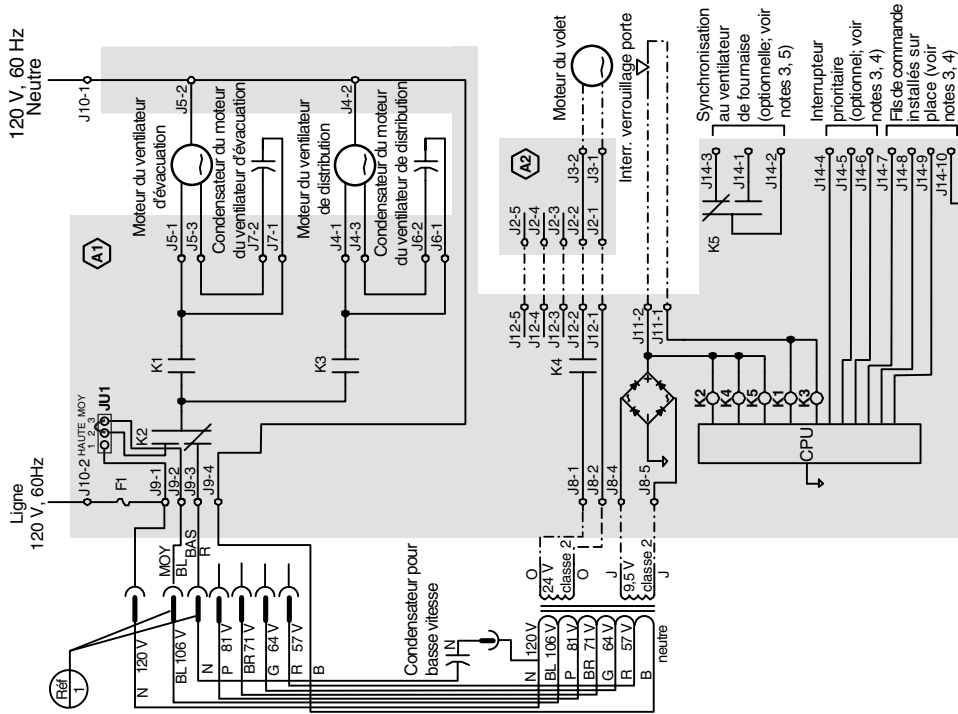 120 V, 60 Hz
Neutre
J10-1
Moteur du ventilateur
d'évacuation
J5-2
J5-1
J5-3
Condensateur du moteur
du ventilateur d'évacuation
J7-2
J7-1
Moteur du ventilateur
de distribution
J4-2
J4-1
J4-3
Condensateur du moteur
du ventilateur de distribution
J6-2
J6-1
A1
K1
K3
K2
JU1
HAUTE MOY
1 2 3
Ligne
120 V, 60Hz
J10-2
F1
J9-1
J9-2
J9-3
J9-4
MOY
BL
BAS
R
Réf
1
N 120 V
BL 106 V
N
P 81 V
BR 71 V
G 64 V
R 57 V
B
Condensateur pour
basse vitesse
N
N 120 V
BL 106 V
P 81 V
BR 71 V
G 64 V
R 57 V
B
neutre
O
24 V
classe 2
O
J
9,5 V
classe 2
J
J8-1
J8-2
J8-4
J8-5
K4
J12-5
J12-4
J12-3
J12-2
J12-1
J11-2
J11-1
A2
J2-5
J2-4
J2-3
J2-2
J2-1
J3-2
J3-1
Moteur du volet
Interr. verrouillage porte
K2
K4
K5
K1
K3
CPU
K5
J14-3
J14-1
J14-2
Synchronisation
au ventilateur
de fournaise
(optionnelle; voir
notes 3, 5)
J14-4
J14-5
J14-6
Interrupteur
prioritaire
(optionnel; voir
notes 3, 4)
J14-7
J14-8
J14-9
J14-10
Fils de commande
installés sur
place (voir
notes 3, 4)